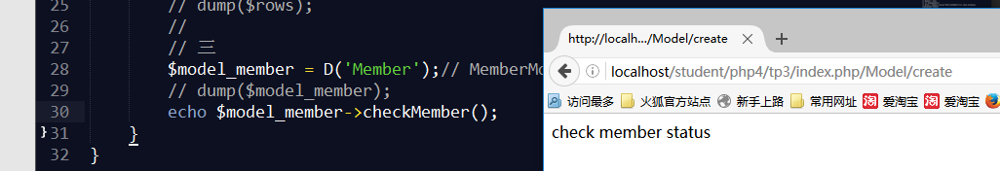 25 // dump($rows);
26 //
27 // 三
28 $model_member = D('Member');// MemberMo
29 // dump($model_member);
30 echo $model_member->checkMember();
31 }
32 }
http://localh.../Model/create
localhost/student/php4/tp3/index.php/Model/create
访问最多 火狐官方站点 新手上路 常用网址 淘 爱淘宝 淘 爱淘宝
check member status